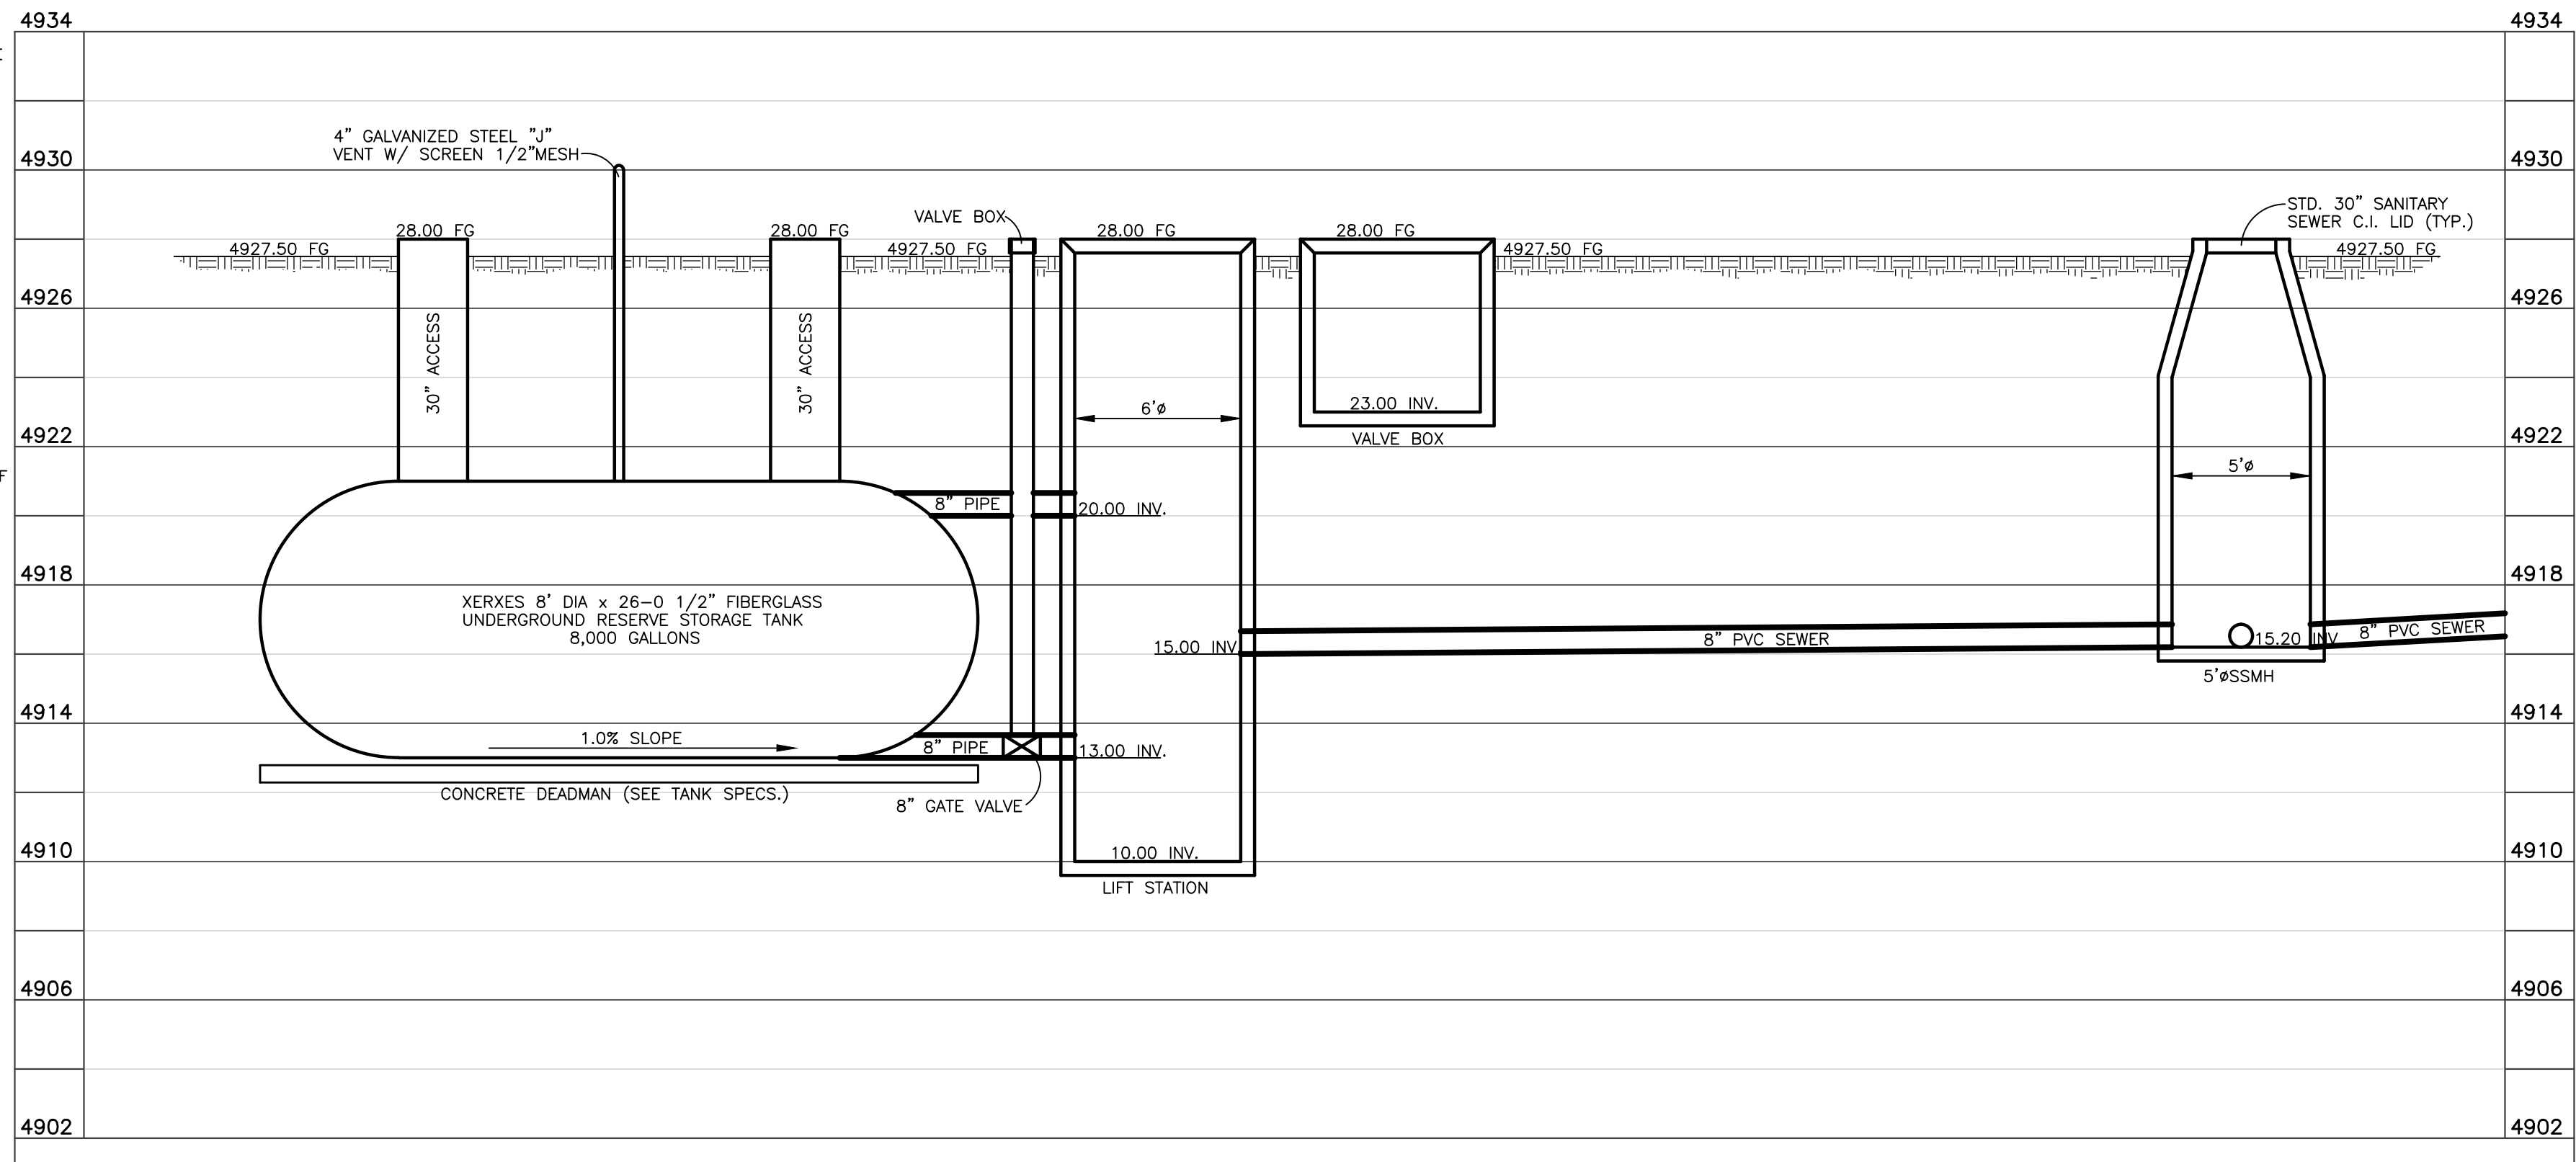 4934
4934
4" GALVANIZED STEEL "J"
VENT W/ SCREEN 1/2"MESH
4930
4930
STD. 30" SANITARY
SEWER C.I. LID (TYP.)
VALVE BOX
28.00 FG
28.00 FG
28.00 FG
28.00 FG
4927.50 FG
4927.50 FG
4927.50 FG
4927.50 FG
4926
4926
30" ACCESS
30" ACCESS
6'ø
23.00 INV.
VALVE BOX
4922
4922
5'ø
F
8" PIPE
20.00 INV.
4918
4918
XERXES 8' DIA x 26-0 1/2" FIBERGLASS
UNDERGROUND RESERVE STORAGE TANK
8,000 GALLONS
15.00 INV.
8" PVC SEWER
15.20 INV
8" PVC SEWER
5'øSSMH
4914
4914
1.0% SLOPE
8" PIPE
13.00 INV.
CONCRETE DEADMAN (SEE TANK SPECS.)
8" GATE VALVE
4910
4910
10.00 INV.
LIFT STATION
4906
4906
4902
4902